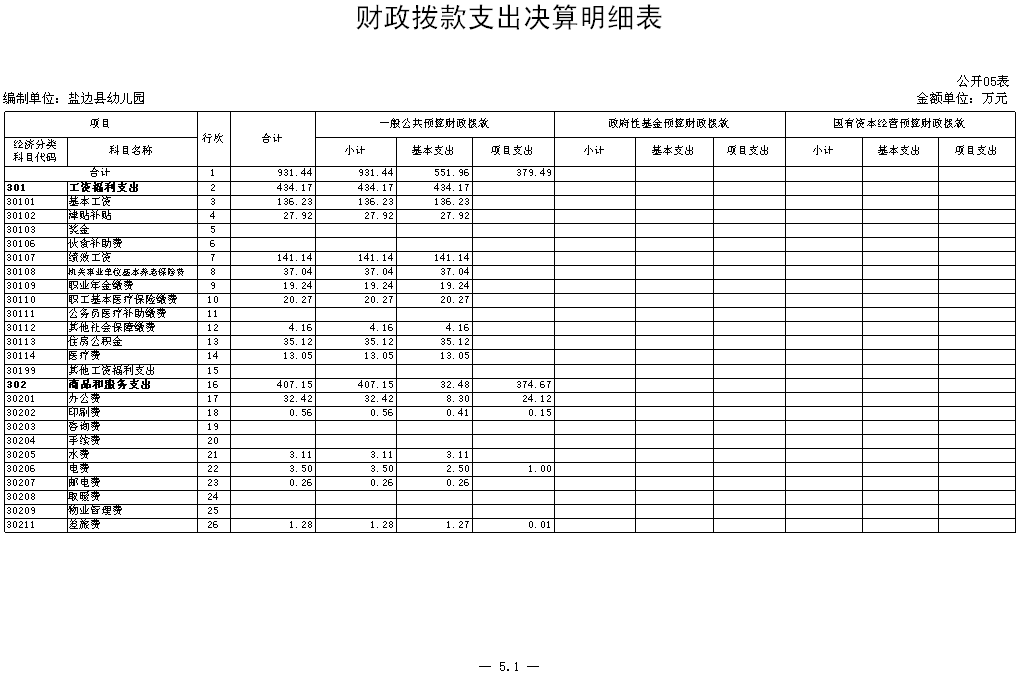 财政拨款支出决算明细表
公开05表
编制单位：盐边县幼儿园 金额单位：万元
项目 行次 合计 一般公共预算财政拨款 政府性基金预算财政拨款 国有资本经营预算财政拨款
经济分类科目代码 科目名称 小计 基本支出 项目支出 小计 基本支出 项目支出 小计 基本支出 项目支出
合计 1 931.44 931.44 551.96 379.49
301 工资福利支出 2 434.17 434.17 434.17
30101 基本工资 3 136.23 136.23 136.23
30102 津贴补贴 4 27.92 27.92 27.92
30103 奖金 5
30106 伙食补助费 6
30107 绩效工资 7 141.14 141.14 141.14
30108 机关事业单位基本养老保险费 8 37.04 37.04 37.04
30109 职业年金缴费 9 19.24 19.24 19.24
30110 职工基本医疗保险缴费 10 20.27 20.27 20.27
30111 公务员医疗补助缴费 11
30112 其他社会保障缴费 12 4.16 4.16 4.16
30113 住房公积金 13 35.12 35.12 35.12
30114 医疗费 14 13.05 13.05 13.05
30199 其他工资福利支出 15
302 商品和服务支出 16 407.15 407.15 32.48 374.67
30201 办公费 17 32.42 32.42 8.30 24.12
30202 印刷费 18 0.56 0.56 0.41 0.15
30203 咨询费 19
30204 手续费 20
30205 水费 21 3.11 3.11 3.11
30206 电费 22 3.50 3.50 2.50 1.00
30207 邮电费 23 0.26 0.26 0.26
30208 取暖费 24
30209 物业管理费 25
30211 差旅费 26 1.28 1.28 1.27 0.01
— 5.1 —